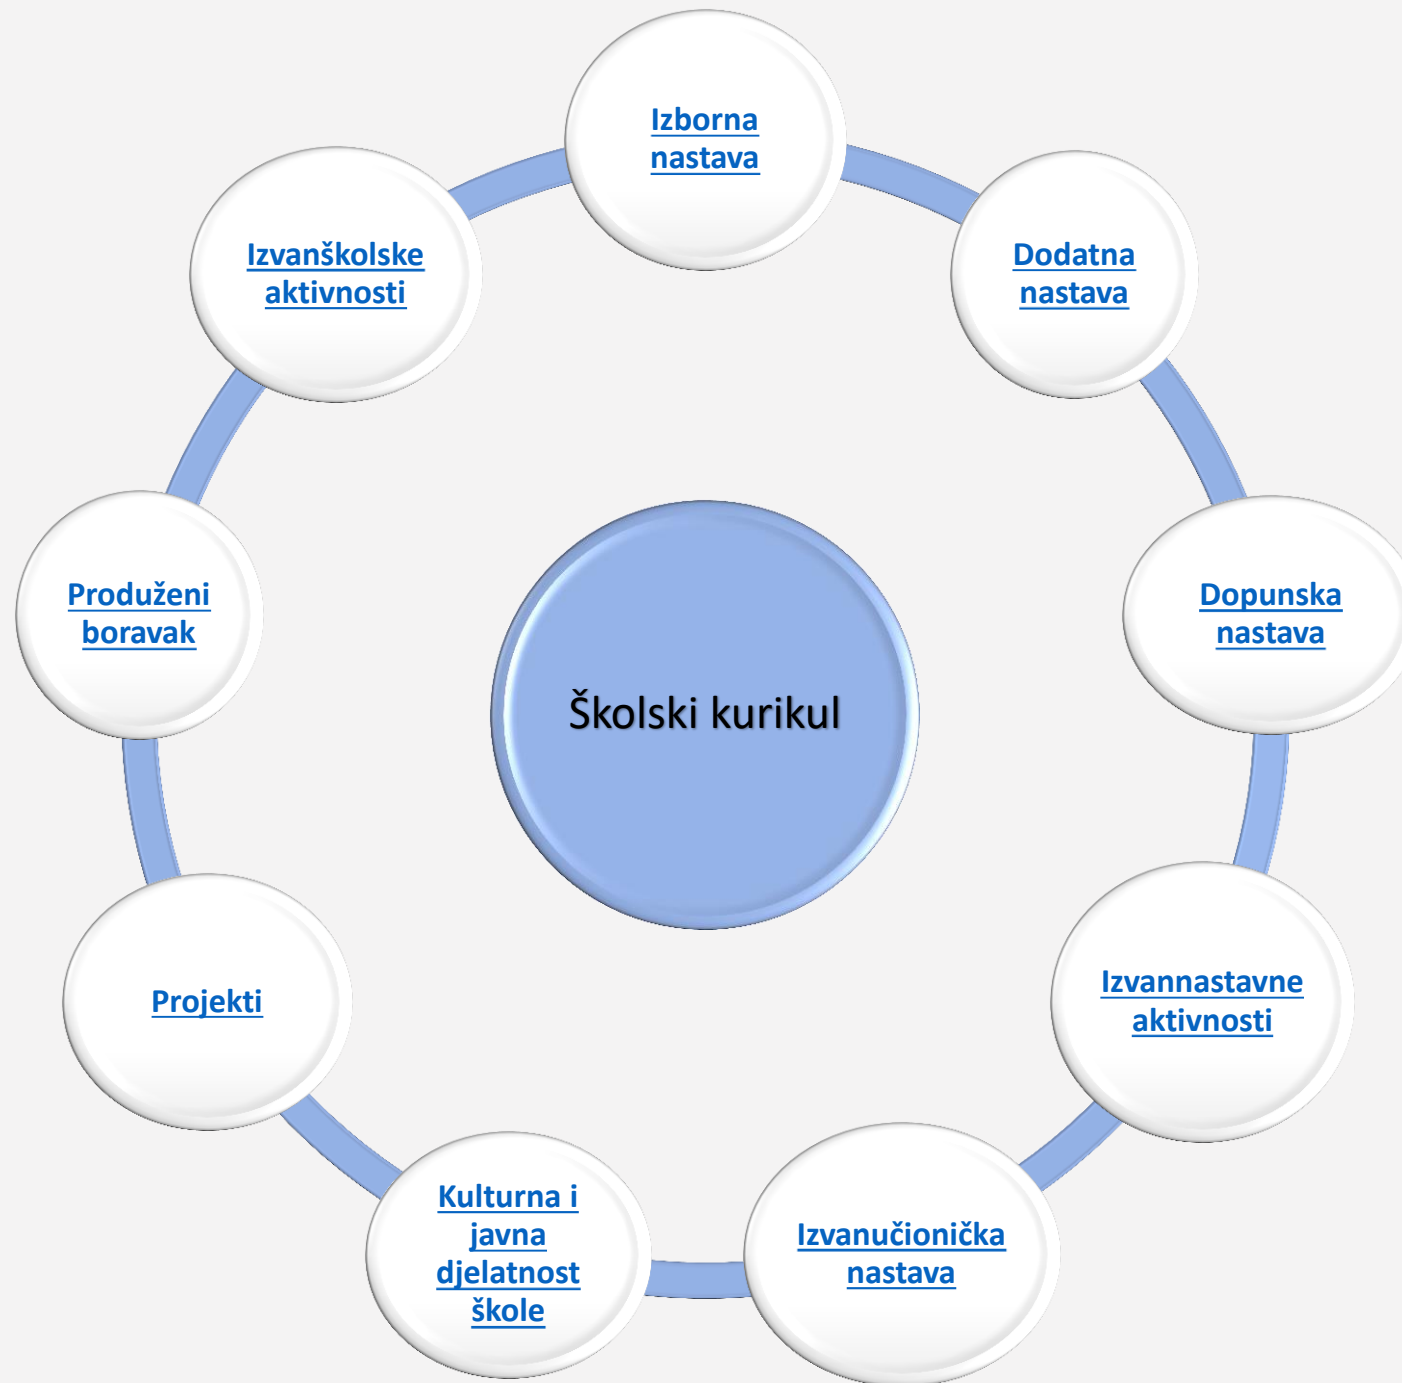 Izborna
nastava
Dodatna
nastava
Dopunska
nastava
Izvannastavne
aktivnosti
Izvanučionička
nastava
Kulturna i
javna
djelatnost
škole
Projekti
Produženi
boravak
Izvanškolske
aktivnosti
Školski kurikul